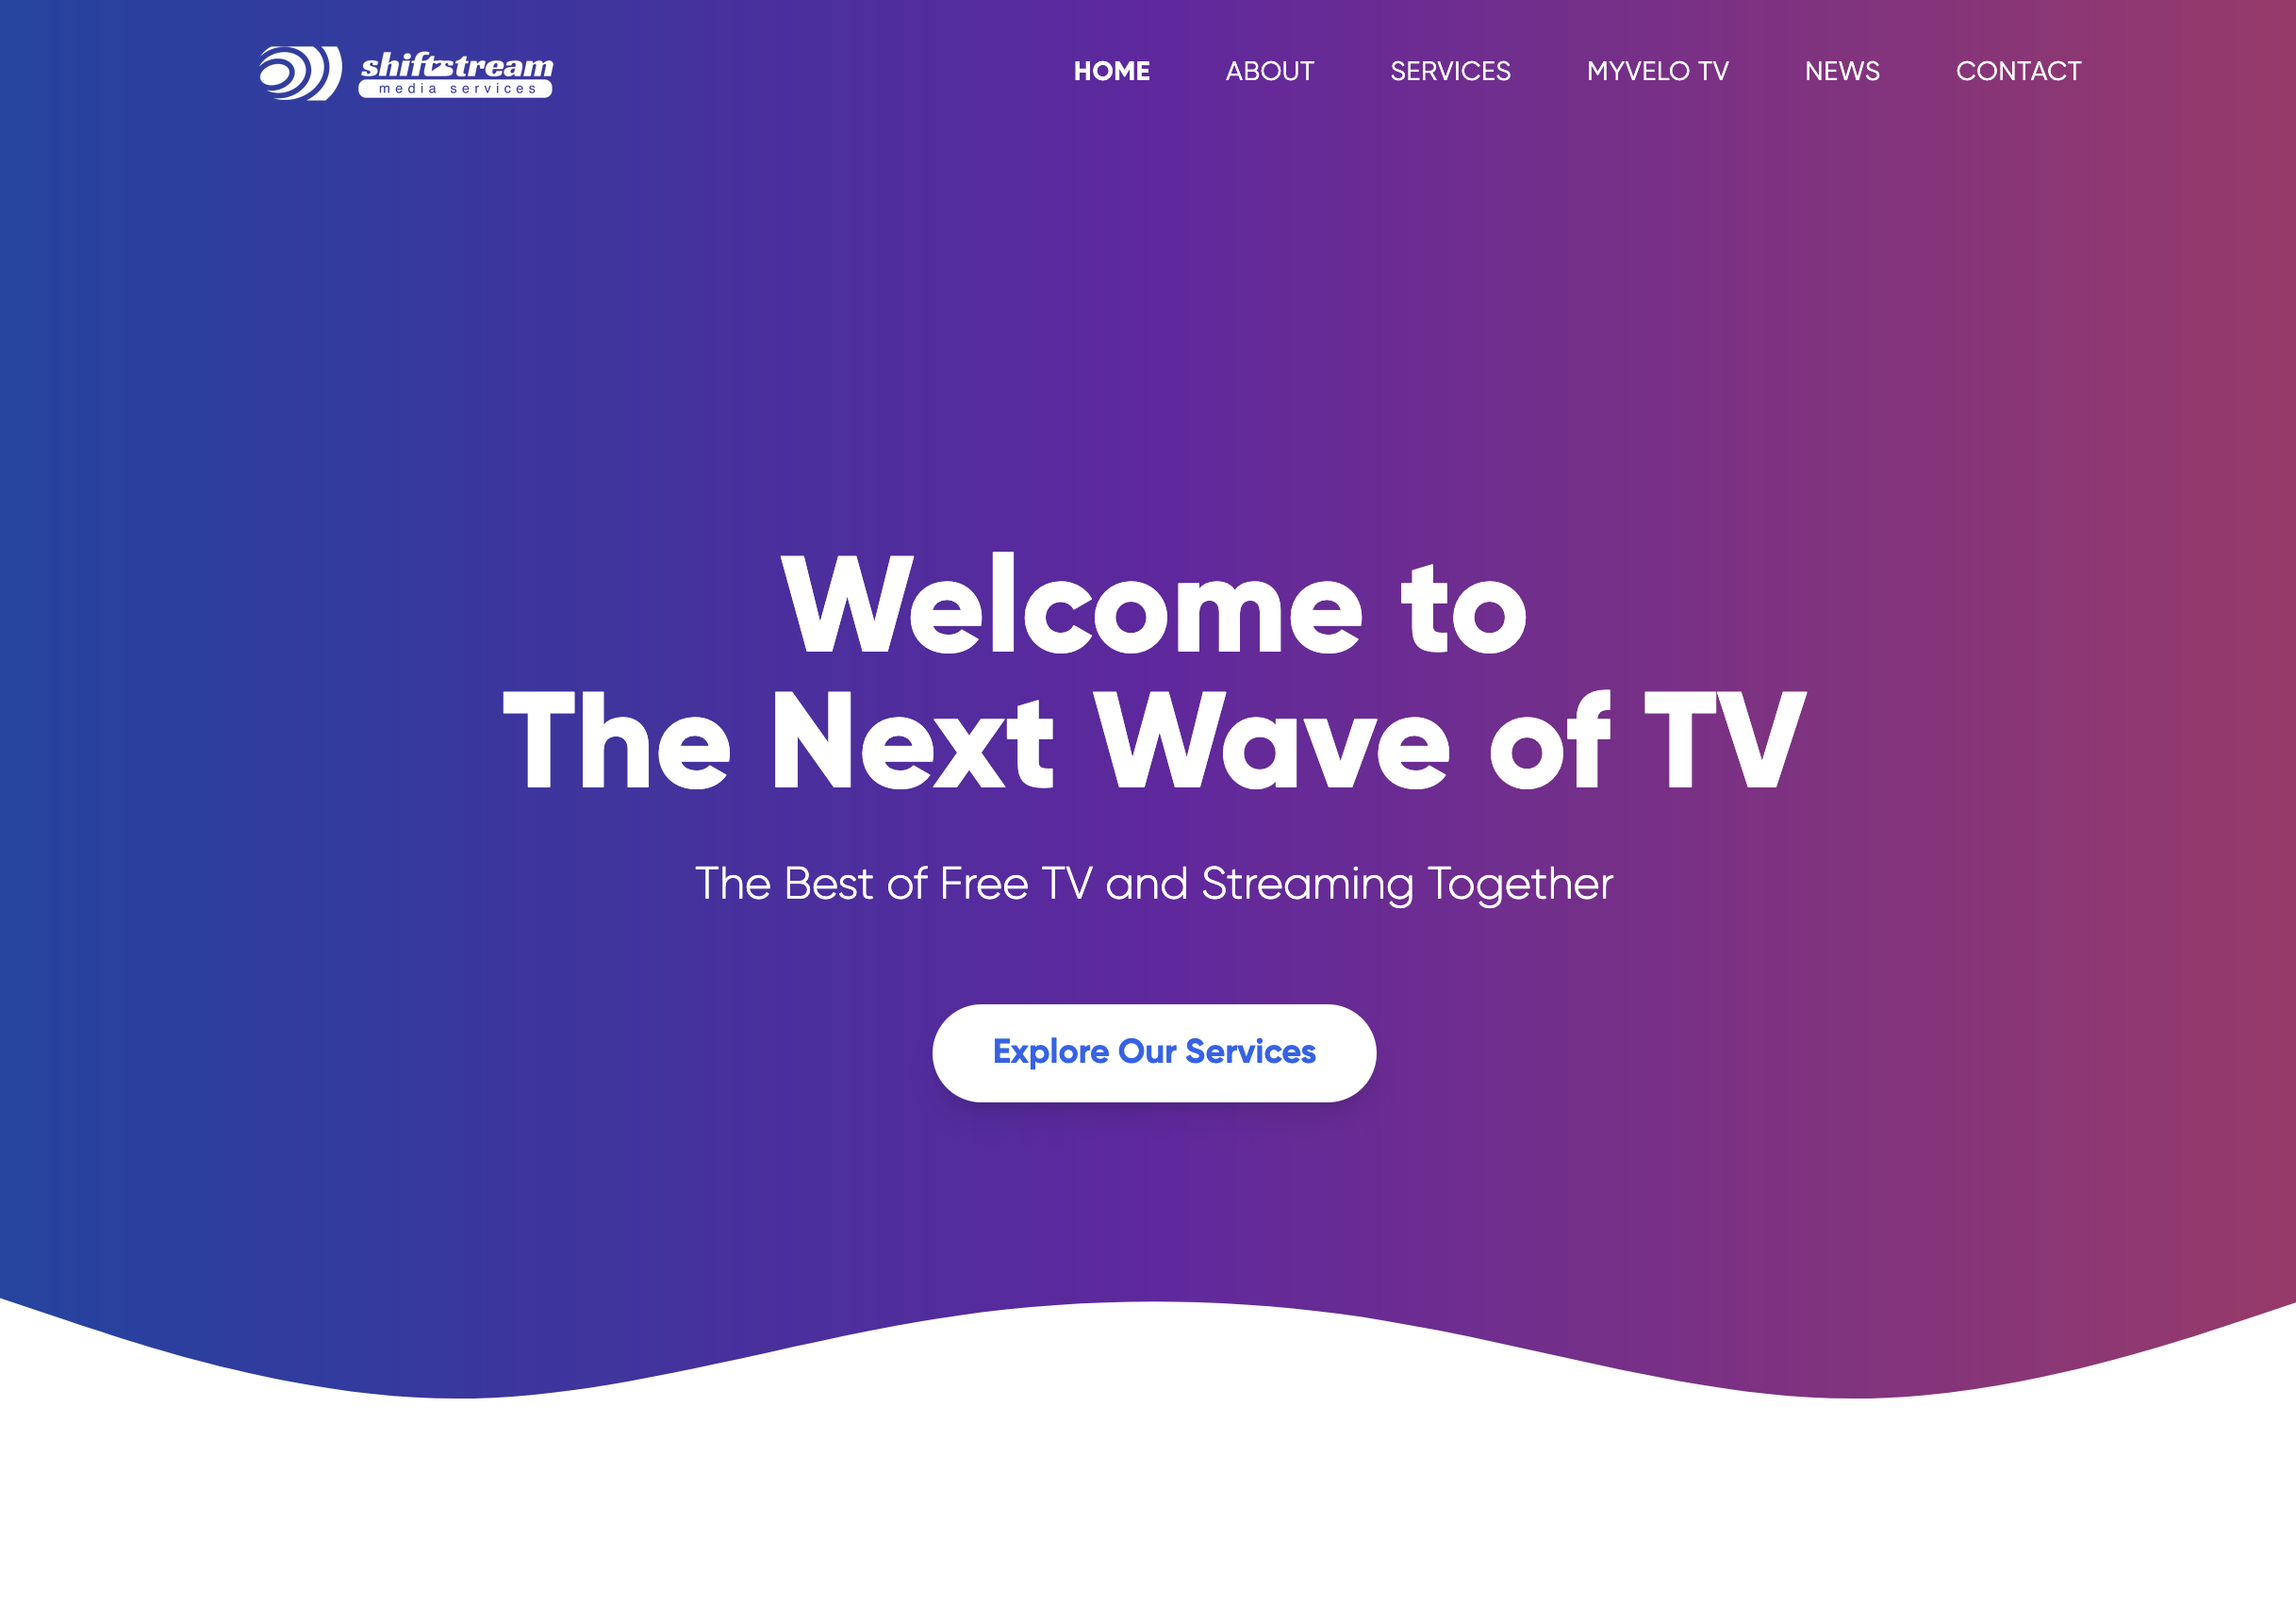 shiftstream
media services
HOME ABOUT SERVICES MYVELO TV NEWS CONTACT
Welcome to
The Next Wave of TV
The Best of Free TV and Streaming Together
Explore Our Services